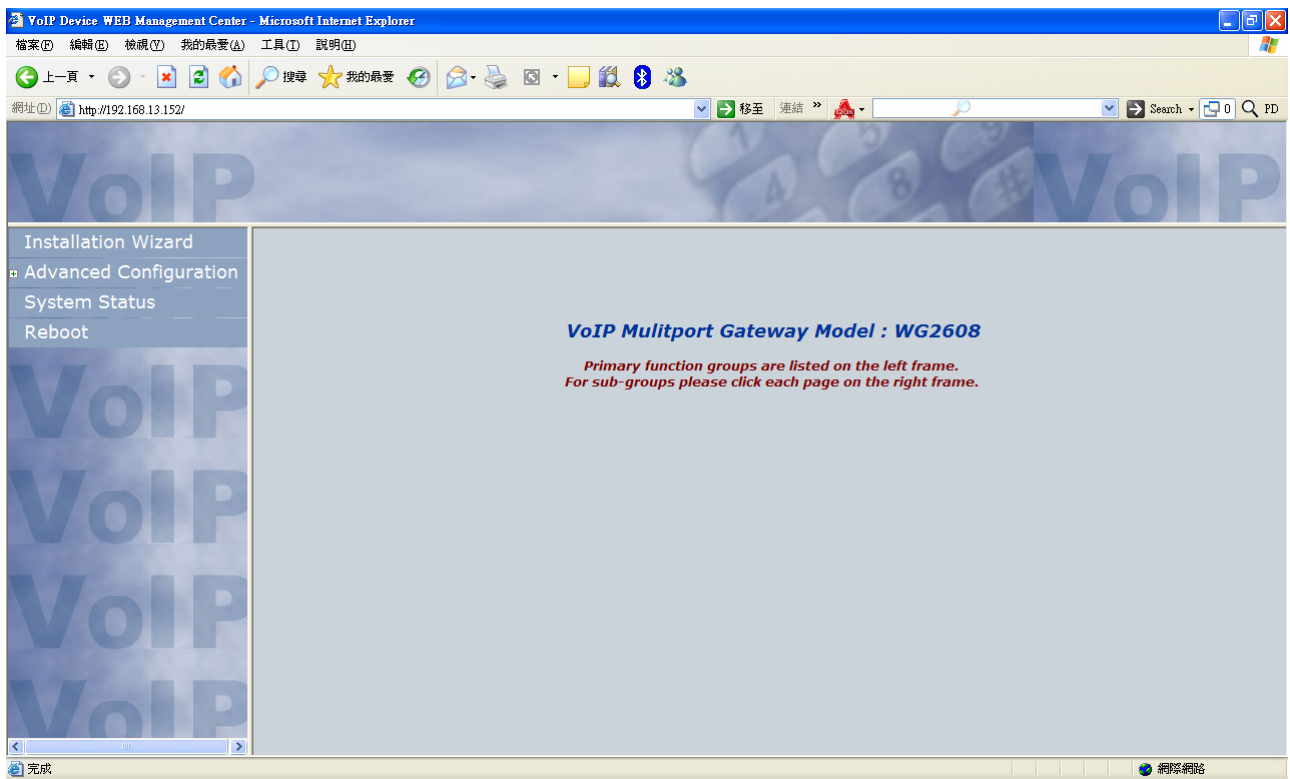 VoIP Device WEB Management Center - Microsoft Internet Explorer
檔案(F) 編輯(E) 檢視(V) 我的最愛(A) 工具(T) 說明(H)
上一頁 搜尋 我的最愛
網址(D) http://192.168.13.152/ 移至 連結 » Search 0 PD
VoIP VoIP
Installation Wizard
Advanced Configuration
System Status
Reboot
VoIP Mulitport Gateway Model : WG2608
Primary function groups are listed on the left frame.
For sub-groups please click each page on the right frame.
VoIP
VoIP
VoIP
VoIP
完成 網際網路